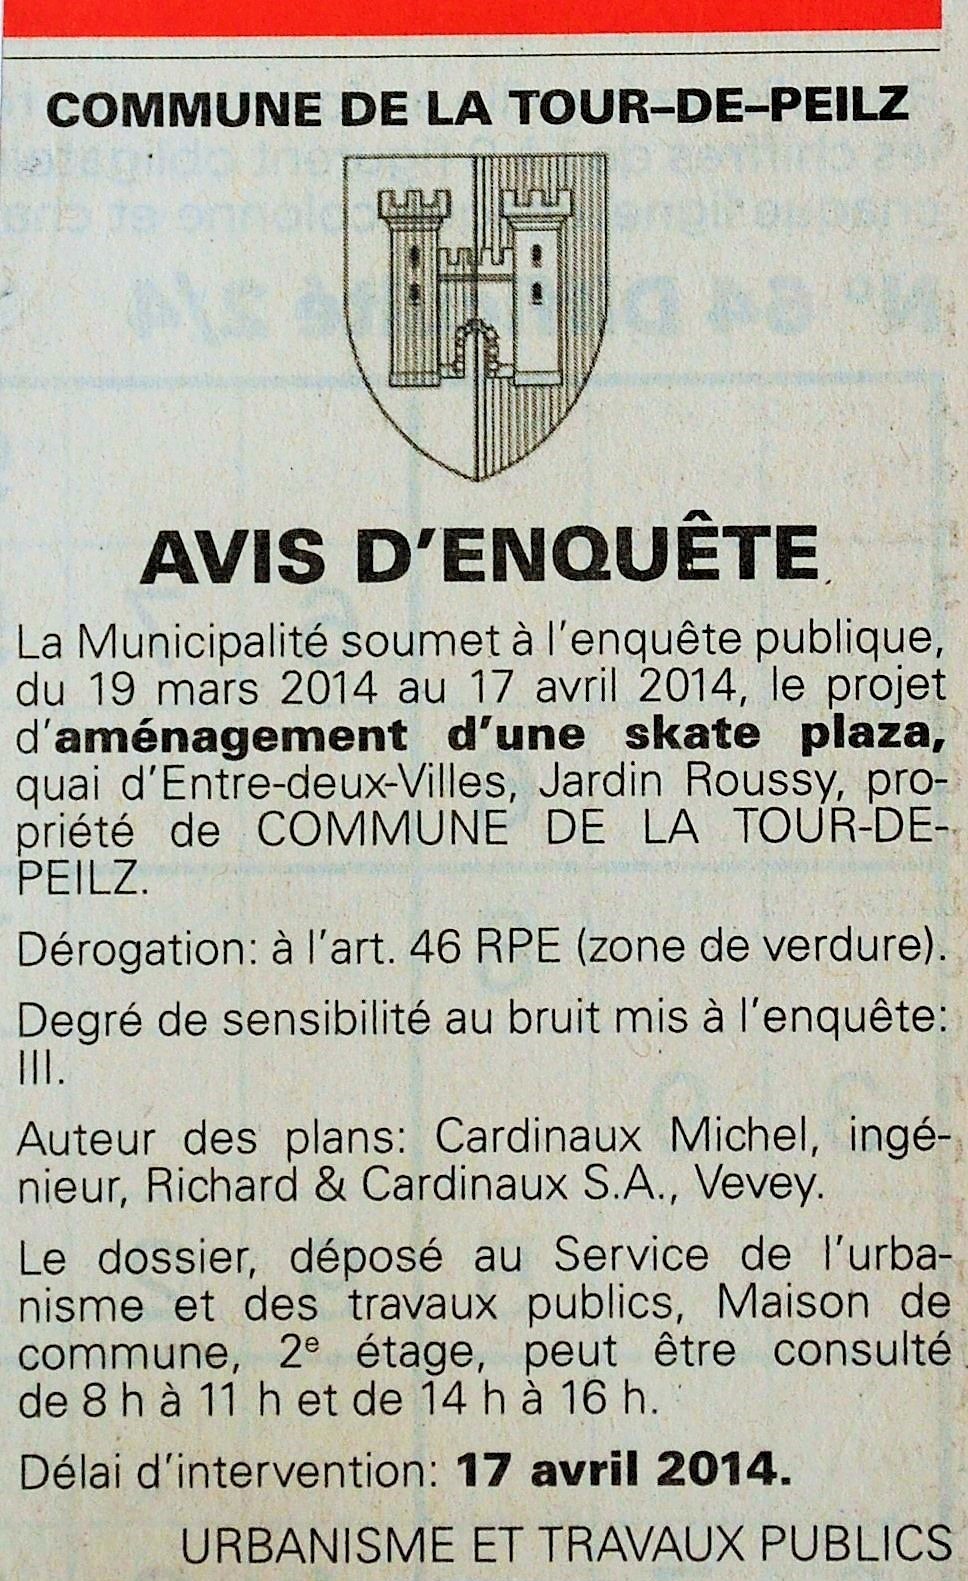 COMMUNE DE LA TOUR–DE–PEILZ
AVIS D'ENQUÊTE
La Municipalité soumet à l'enquête publique,
du 19 mars 2014 au 17 avril 2014, le projet
d'aménagement d'une skate plaza,
quai d'Entre-deux-Villes, Jardin Roussy, pro-
priété de COMMUNE DE LA TOUR-DE-
PEILZ.
Dérogation: à l'art. 46 RPE (zone de verdure).
Degré de sensibilité au bruit mis à l'enquête:
III.
Auteur des plans: Cardinaux Michel, ingé-
nieur, Richard & Cardinaux S.A., Vevey.
Le dossier, déposé au Service de l'urba-
nisme et des travaux publics, Maison de
commune, 2e étage, peut être consulté
de 8 h à 11 h et de 14 h à 16 h.
Délai d'intervention: 17 avril 2014.
URBANISME ET TRAVAUX PUBLICS